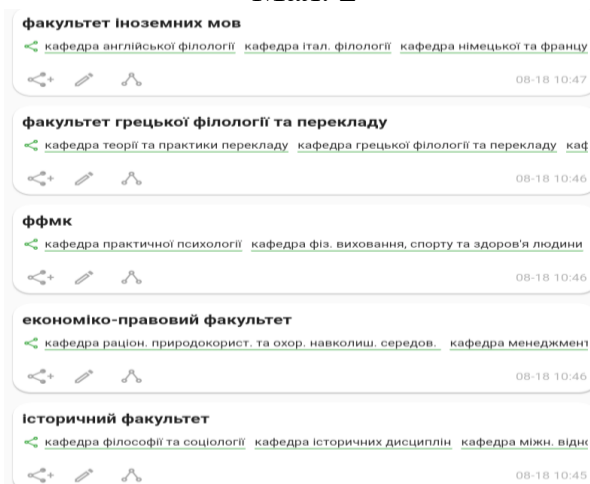 факультет іноземних мов
кафедра англійської філології кафедра італ. філології кафедра німецької та францу
08-18 10:47
факультет грецької філології та перекладу
кафедра теорії та практики перекладу кафедра грецької філології та перекладу каф
08-18 10:46
ффмк
кафедра практичної психології кафедра фіз. виховання, спорту та здоров'я людини
08-18 10:46
економіко-правовий факультет
кафедра раціон. природокорист. та охор. навколиш. середов. кафедра менеджмент
08-18 10:46
історичний факультет
кафедра філософії та соціології кафедра історичних дисциплін кафедра міжн. відно
08-18 10:45